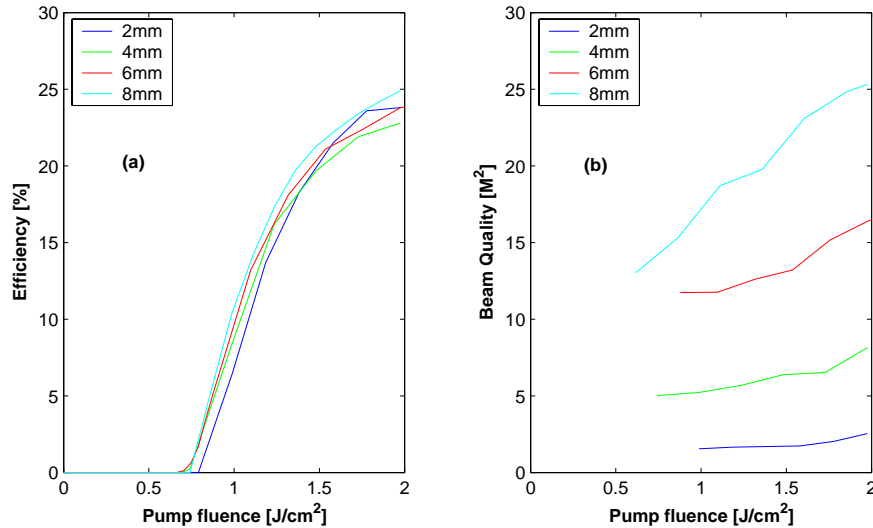 30
25
20
15
10
5
0
Efficiency [%]
2mm
4mm
6mm
8mm
(a)
0
0.5
1
1.5
2
Pump fluence [J/cm²]
30
25
20
15
10
5
0
Beam Quality [M²]
2mm
4mm
6mm
8mm
(b)
0
0.5
1
1.5
2
Pump fluence [J/cm²]